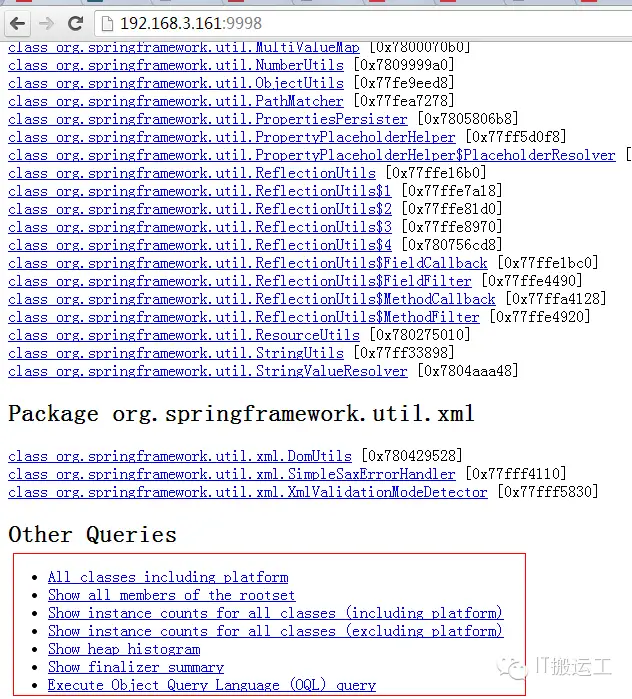 192.168.3.161:9998
class org.springframework.util.MultiValueMap [0x7800070b0]
class org.springframework.util.NumberUtils [0x7809999a0]
class org.springframework.util.ObjectUtils [0x77fe9eed8]
class org.springframework.util.PathMatcher [0x77fea7278]
class org.springframework.util.PropertiesPersister [0x7805806b8]
class org.springframework.util.PropertyPlaceholderHelper [0x77ff5d0f8]
class org.springframework.util.PropertyPlaceholderHelper$PlaceholderResolver [
class org.springframework.util.ReflectionUtils [0x77ffe16b0]
class org.springframework.util.ReflectionUtils$1 [0x77ffe7a18]
class org.springframework.util.ReflectionUtils$2 [0x77ffe81d0]
class org.springframework.util.ReflectionUtils$3 [0x77ffe8970]
class org.springframework.util.ReflectionUtils$4 [0x780756cd8]
class org.springframework.util.ReflectionUtils$FieldCallback [0x77ffe1bc0]
class org.springframework.util.ReflectionUtils$FieldFilter [0x77ffe4490]
class org.springframework.util.ReflectionUtils$MethodCallback [0x77ffa4128]
class org.springframework.util.ReflectionUtils$MethodFilter [0x77ffe4920]
class org.springframework.util.ResourceUtils [0x780275010]
class org.springframework.util.StringUtils [0x77ff33898]
class org.springframework.util.StringValueResolver [0x7804aaa48]
Package org.springframework.util.xml
class org.springframework.util.xml.DomUtils [0x780429528]
class org.springframework.util.xml.SimpleSaxErrorHandler [0x77fff4110]
class org.springframework.util.xml.XmlValidationModeDetector [0x77fff5830]
Other Queries
• All classes including platform
• Show all members of the rootset
• Show instance counts for all classes (including platform)
• Show instance counts for all classes (excluding platform)
• Show heap histogram
• Show finalizer summary
• Execute Object Query Language (OQL) query
IT搬运工